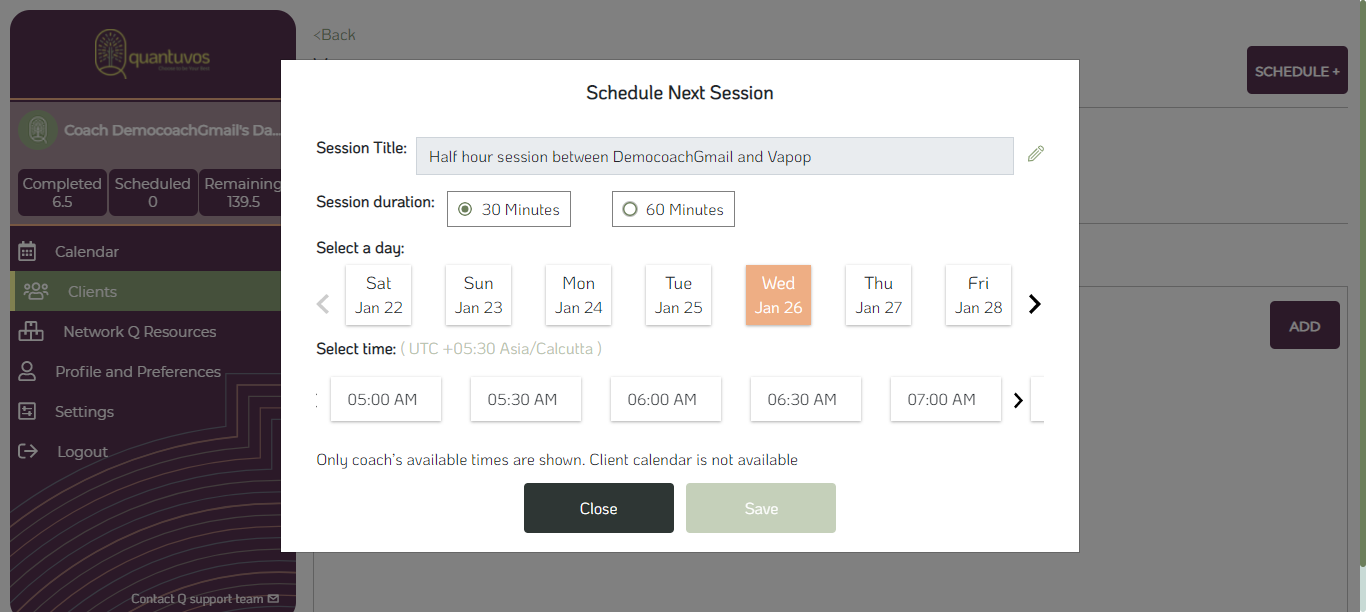 quantuvos
<Back
SCHEDULE +
Coach DemocoachGmail's Da...
Completed
6.5
Scheduled
0
Remaining
139.5
Calendar
Clients
Network Q Resources
Profile and Preferences
Settings
Logout
Contact Q support team
ADD
Schedule Next Session
Session Title:
Half hour session between DemocoachGmail and Vapop
Session duration:
30 Minutes
60 Minutes
Select a day:
Sat
Jan 22
Sun
Jan 23
Mon
Jan 24
Tue
Jan 25
Wed
Jan 26
Thu
Jan 27
Fri
Jan 28
Select time: ( UTC +05:30 Asia/Calcutta )
05:00 AM
05:30 AM
06:00 AM
06:30 AM
07:00 AM
Only coach's available times are shown. Client calendar is not available
Close
Save